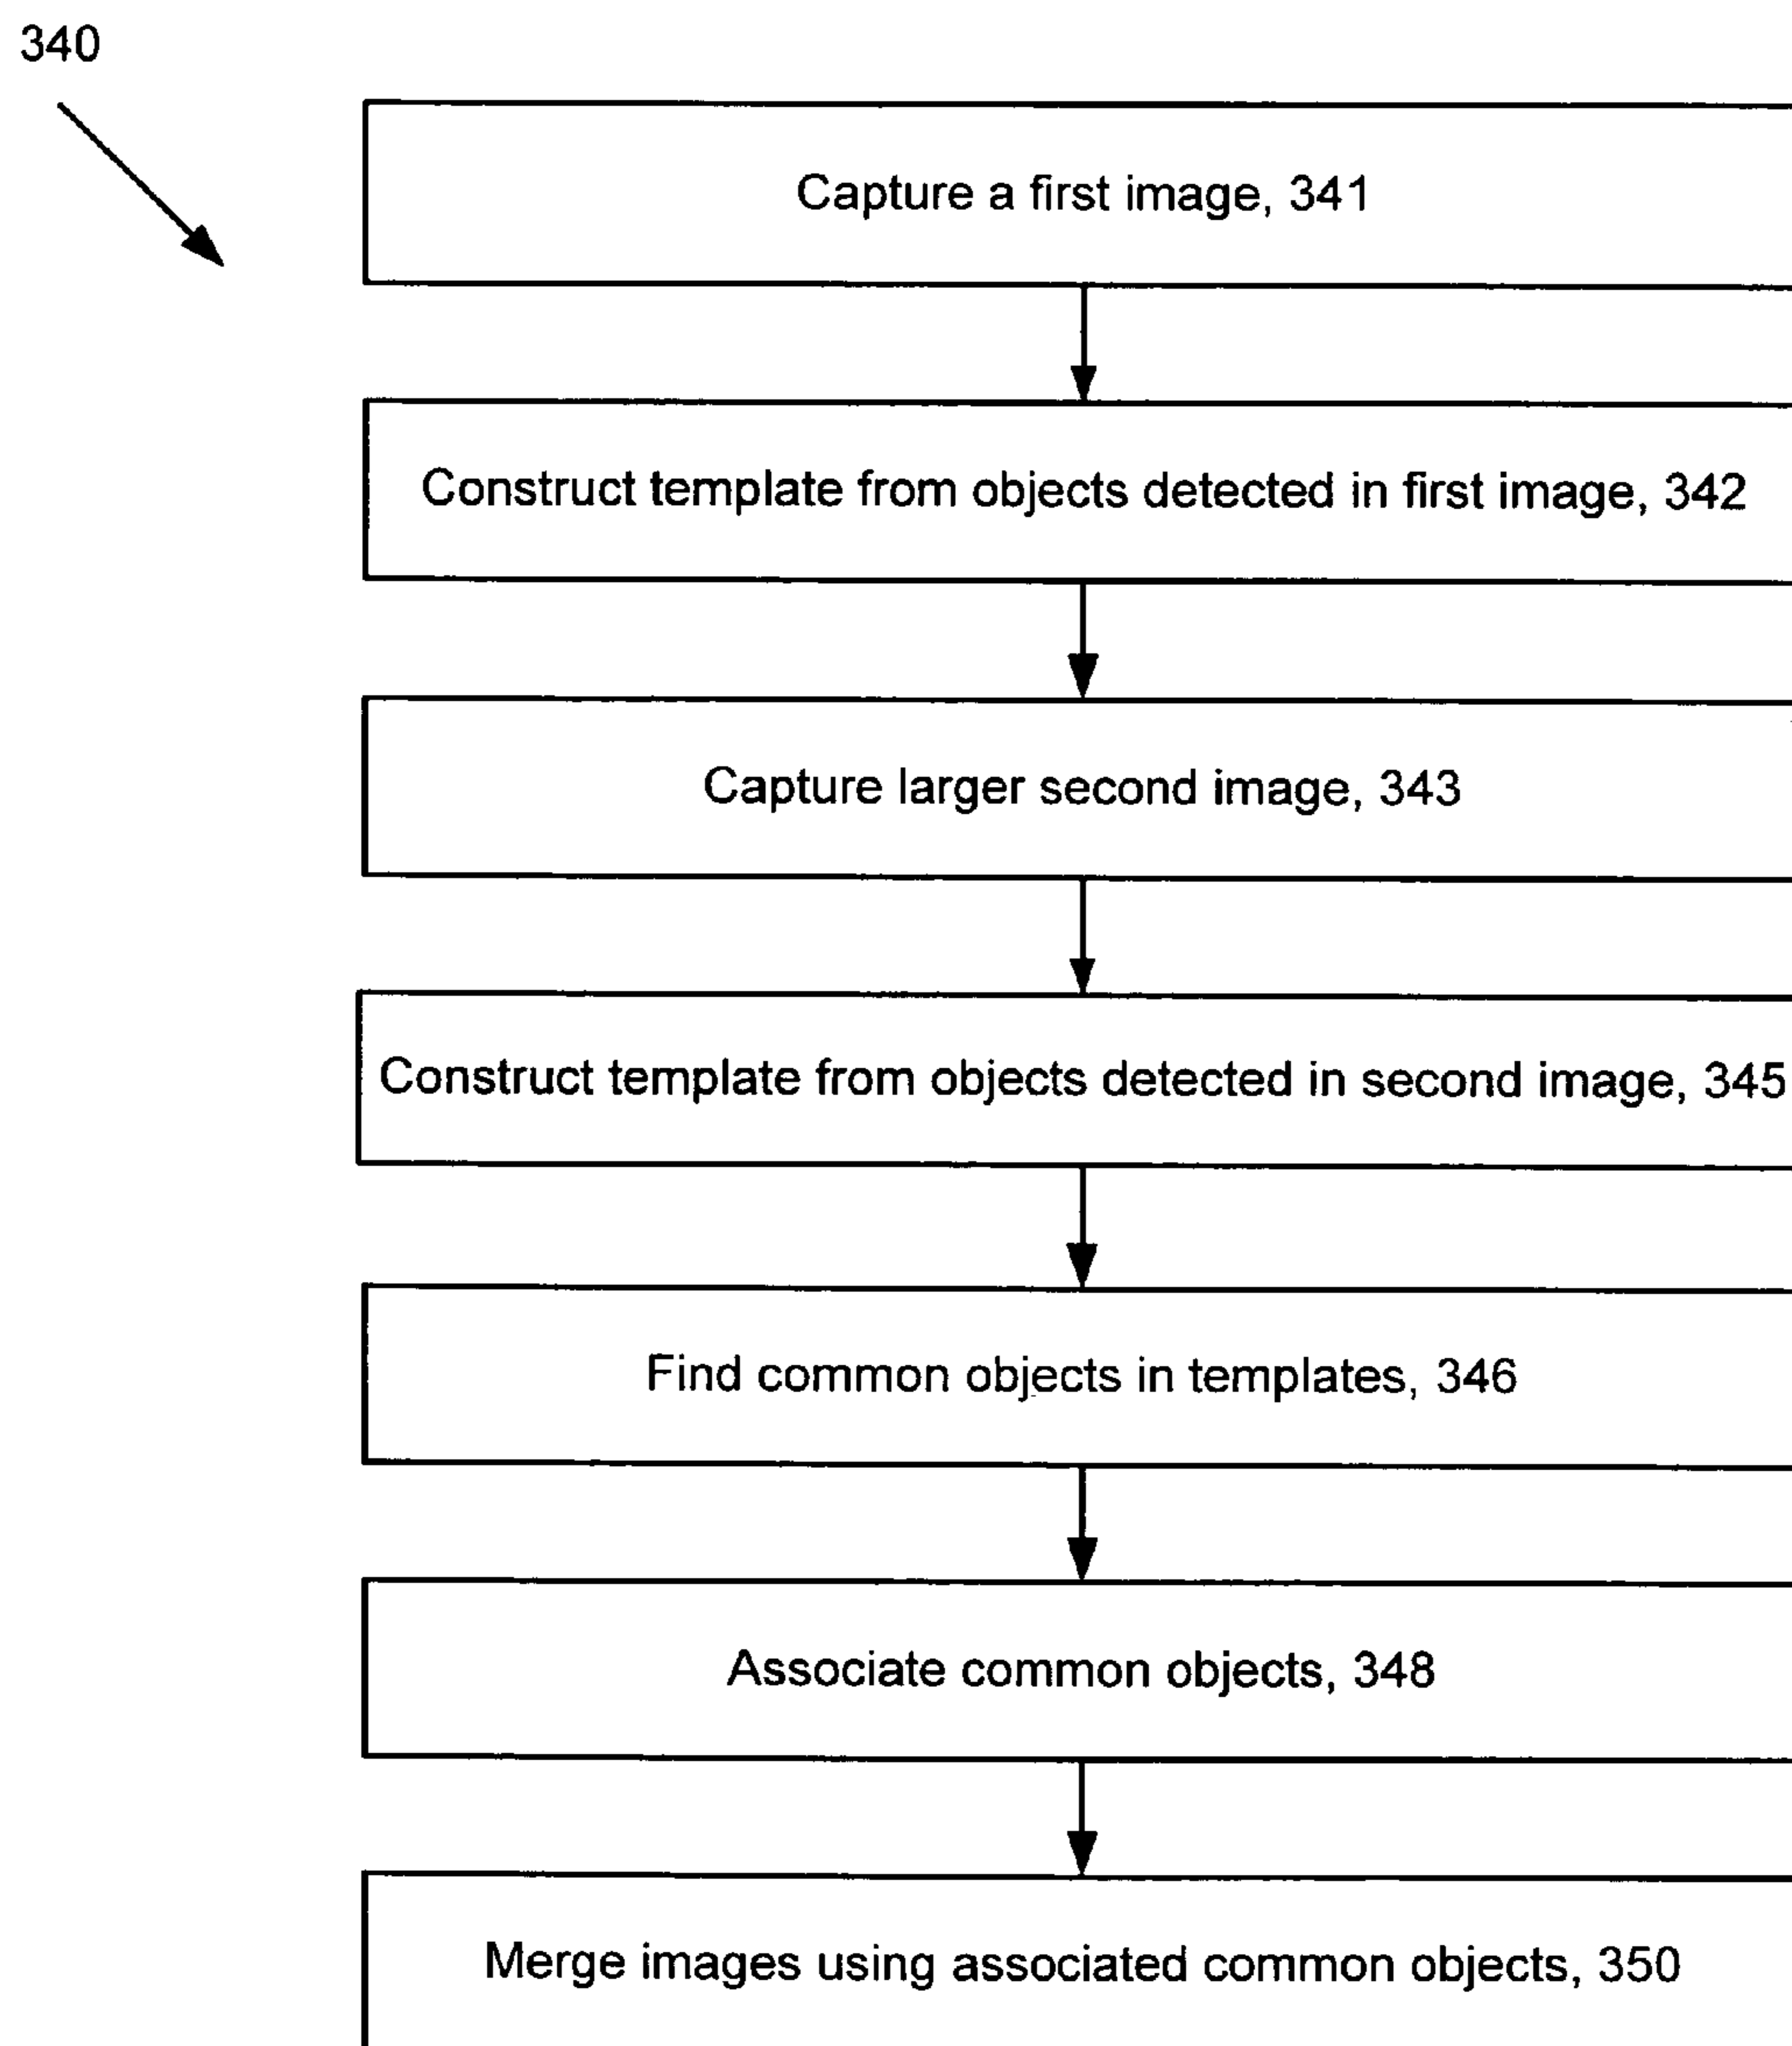 340
Capture a first image, 341
Construct template from objects detected in first image, 342
Capture larger second image, 343
Construct template from objects detected in second image, 345
Find common objects in templates, 346
Associate common objects, 348
Merge images using associated common objects, 350